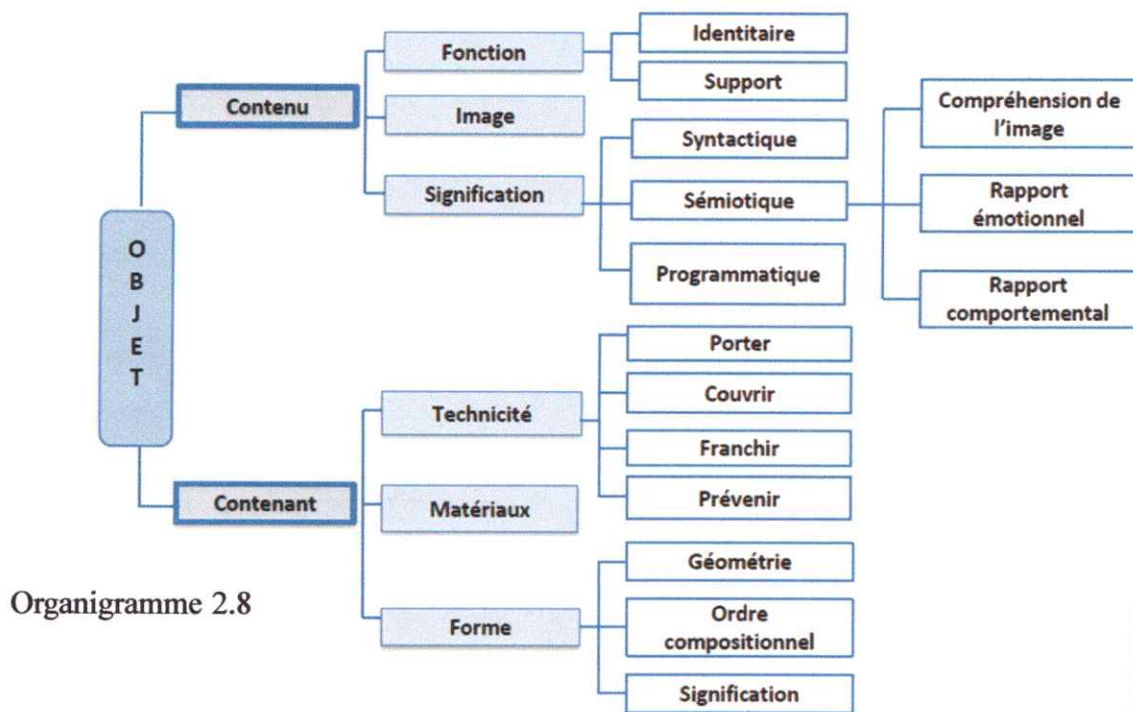 Identitaire
Fonction
Support
Contenu
Image
Compréhension de
l'image
Syntactique
Signification
Sémiotique
Rapport
émotionnel
Programmatique
Rapport
comportemental
O
B
J
E
T
Porter
Technicité
Couvrir
Franchir
Contenant
Matériaux
Prévenir
Géométrie
Organigramme 2.8
Forme
Ordre
compositionnel
Signification